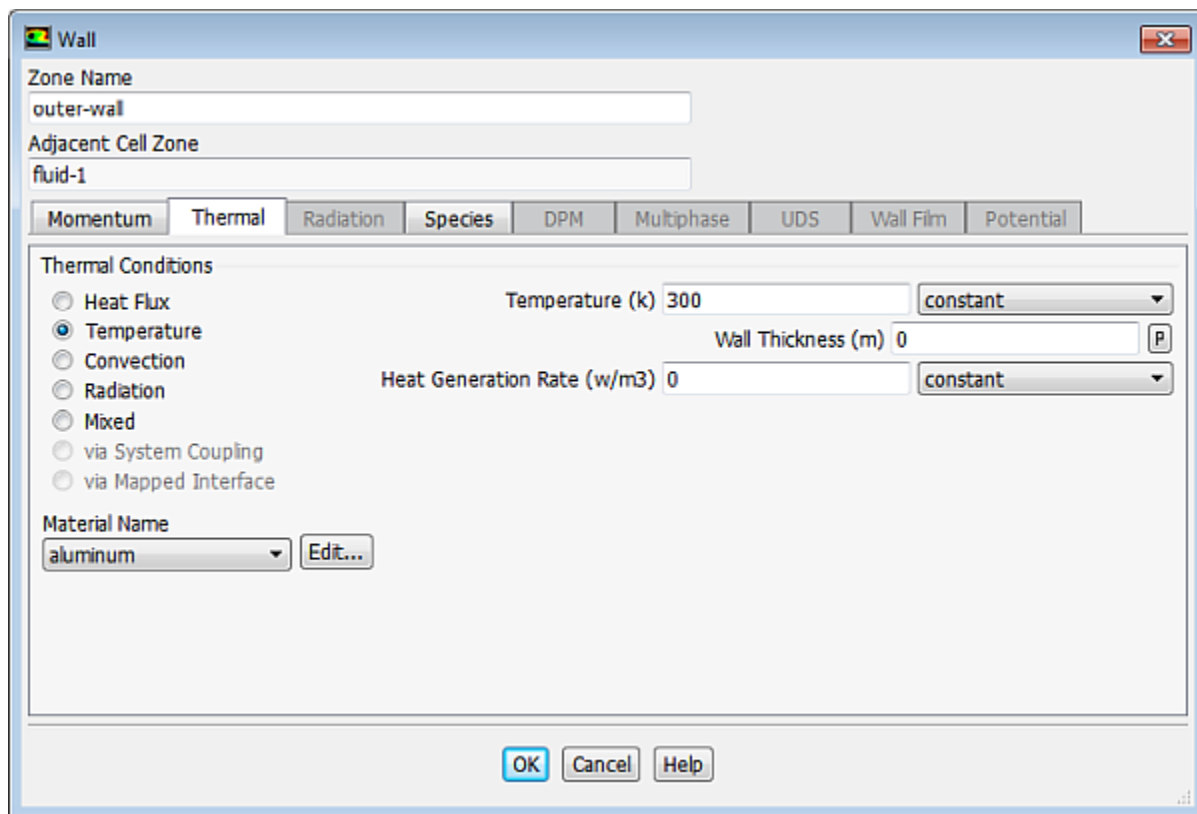 Wall
Zone Name
outer-wall
Adjacent Cell Zone
fluid-1
Momentum Thermal Radiation Species DPM Multiphase UDS Wall Film Potential
Thermal Conditions
Heat Flux
Temperature
Convection
Radiation
Mixed
via System Coupling
via Mapped Interface
Temperature (k) 300 constant
Wall Thickness (m) 0 P
Heat Generation Rate (w/m3) 0 constant
Material Name
aluminum Edit...
OK Cancel Help